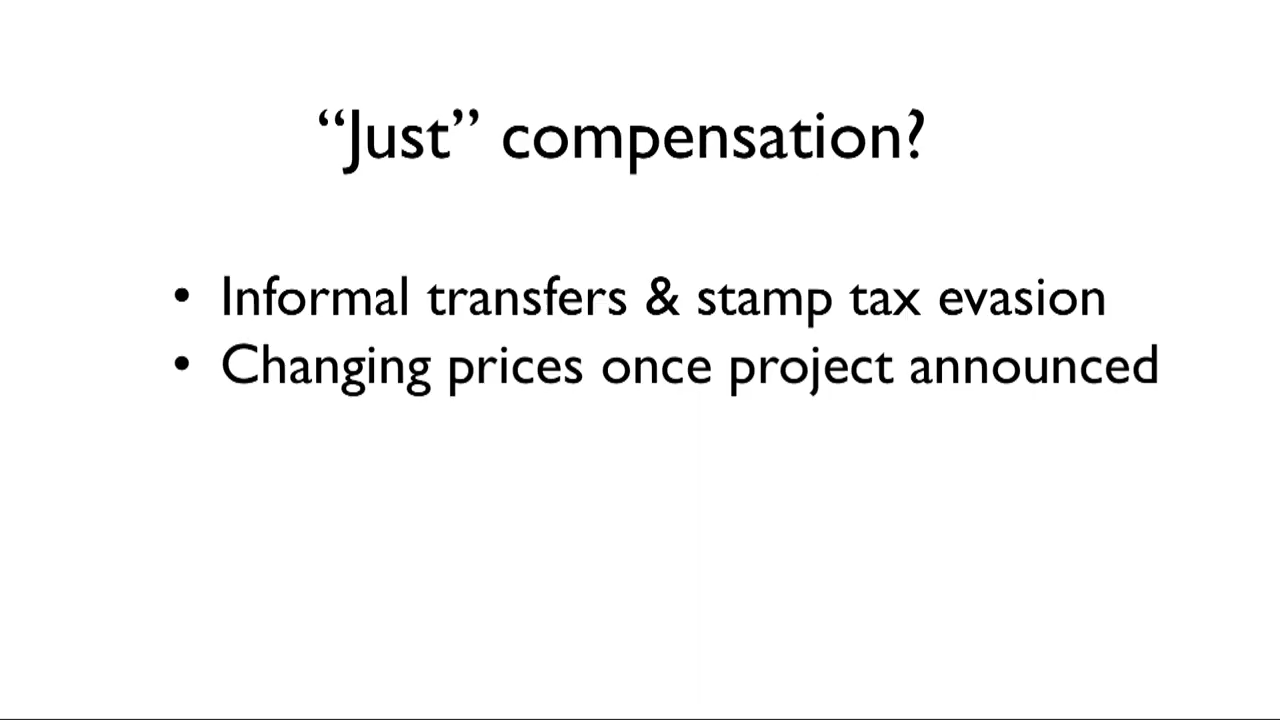 “Just” compensation?
• Informal transfers & stamp tax evasion
• Changing prices once project announced